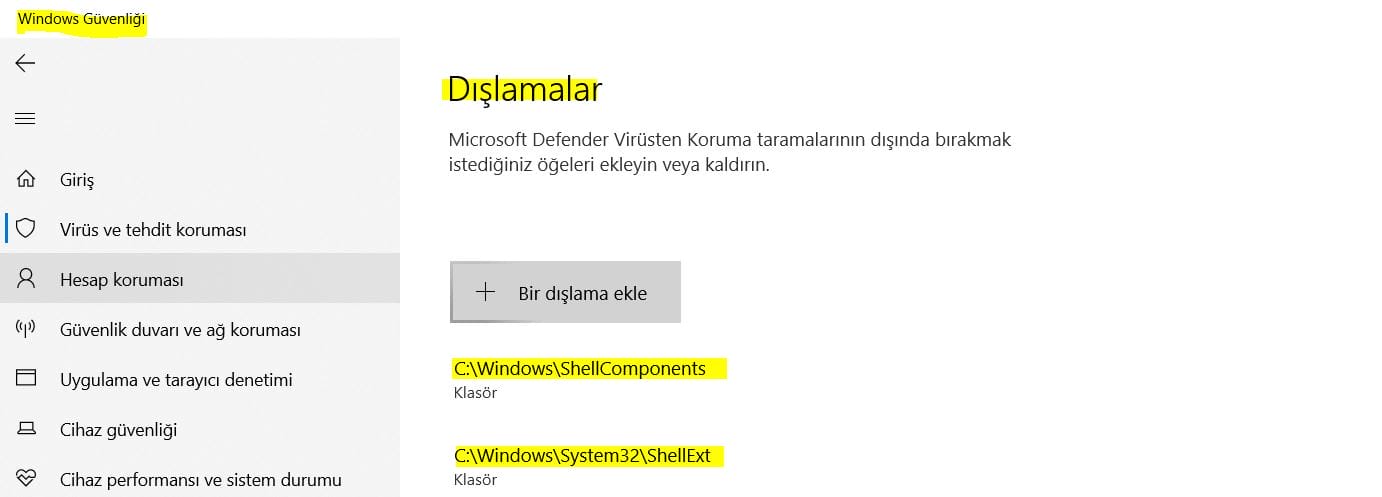 Windows Güvenliği
Giriş
Virüs ve tehdit koruması
Hesap koruması
Güvenlik duvarı ve ağ koruması
Uygulama ve tarayıcı denetimi
Cihaz güvenliği
Cihaz performansı ve sistem durumu
Dışlamalar
Microsoft Defender Virüsten Koruma taramalarının dışında bırakmak
istediğiniz öğeleri ekleyin veya kaldırın.
Bir dışlama ekle
C:\Windows\ShellComponents
Klasör
C:\Windows\System32\ShellExt
Klasör